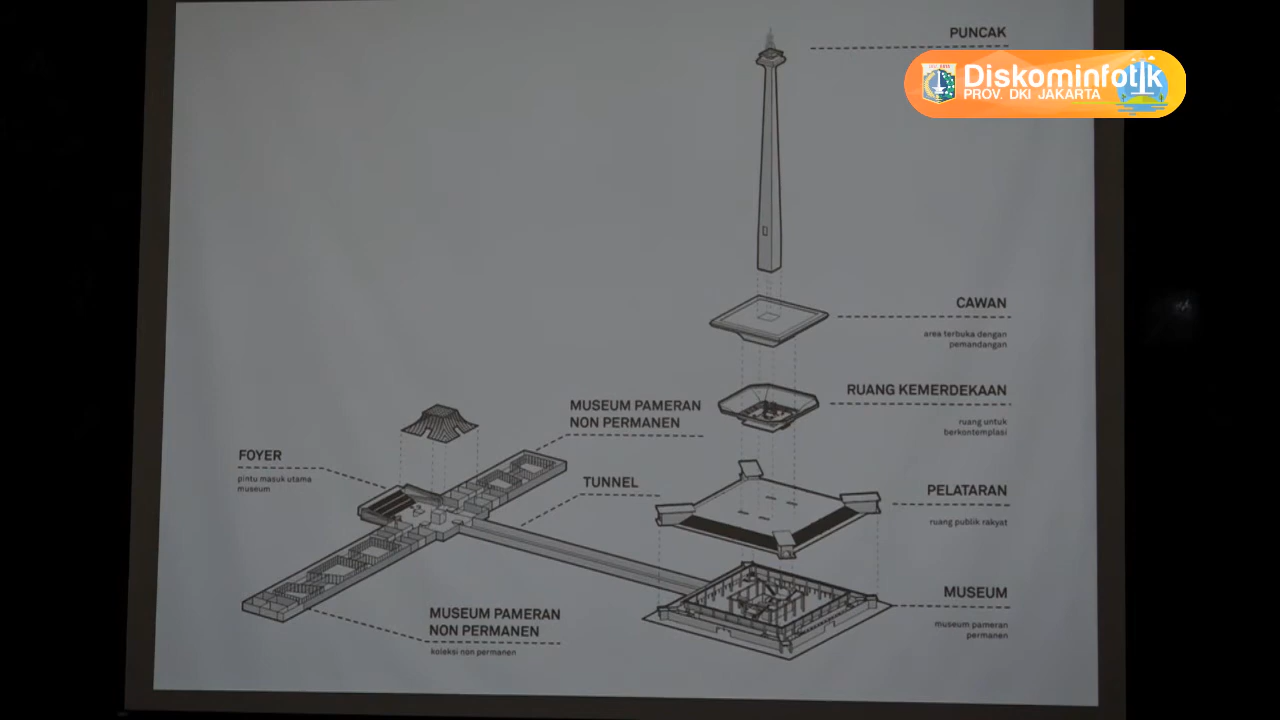 PUNCAK
Diskominfotik
PROV. DKI JAKARTA
CAWAN
area terbuka dengan
pemandangan
RUANG KEMERDEKAAN
ruang untuk
berkontemplasi
MUSEUM PAMERAN
NON PERMANEN
FOYER
pintu masuk utama
museum
TUNNEL
PELATARAN
ruang publik rakyat
MUSEUM
museum pameran
permanen
MUSEUM PAMERAN
NON PERMANEN
koleksi non permanen